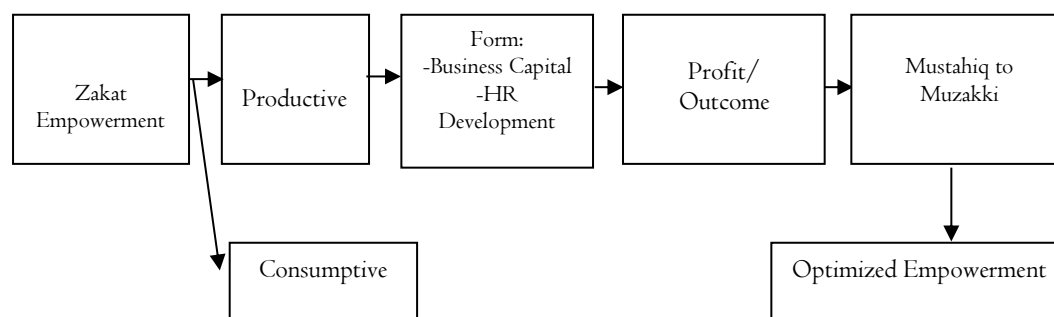 Zakat
Empowerment
Productive
Form:
-Business Capital
-HR
Development
Profit/
Outcome
Mustahiq to
Muzakki
Consumptive
Optimized Empowerment